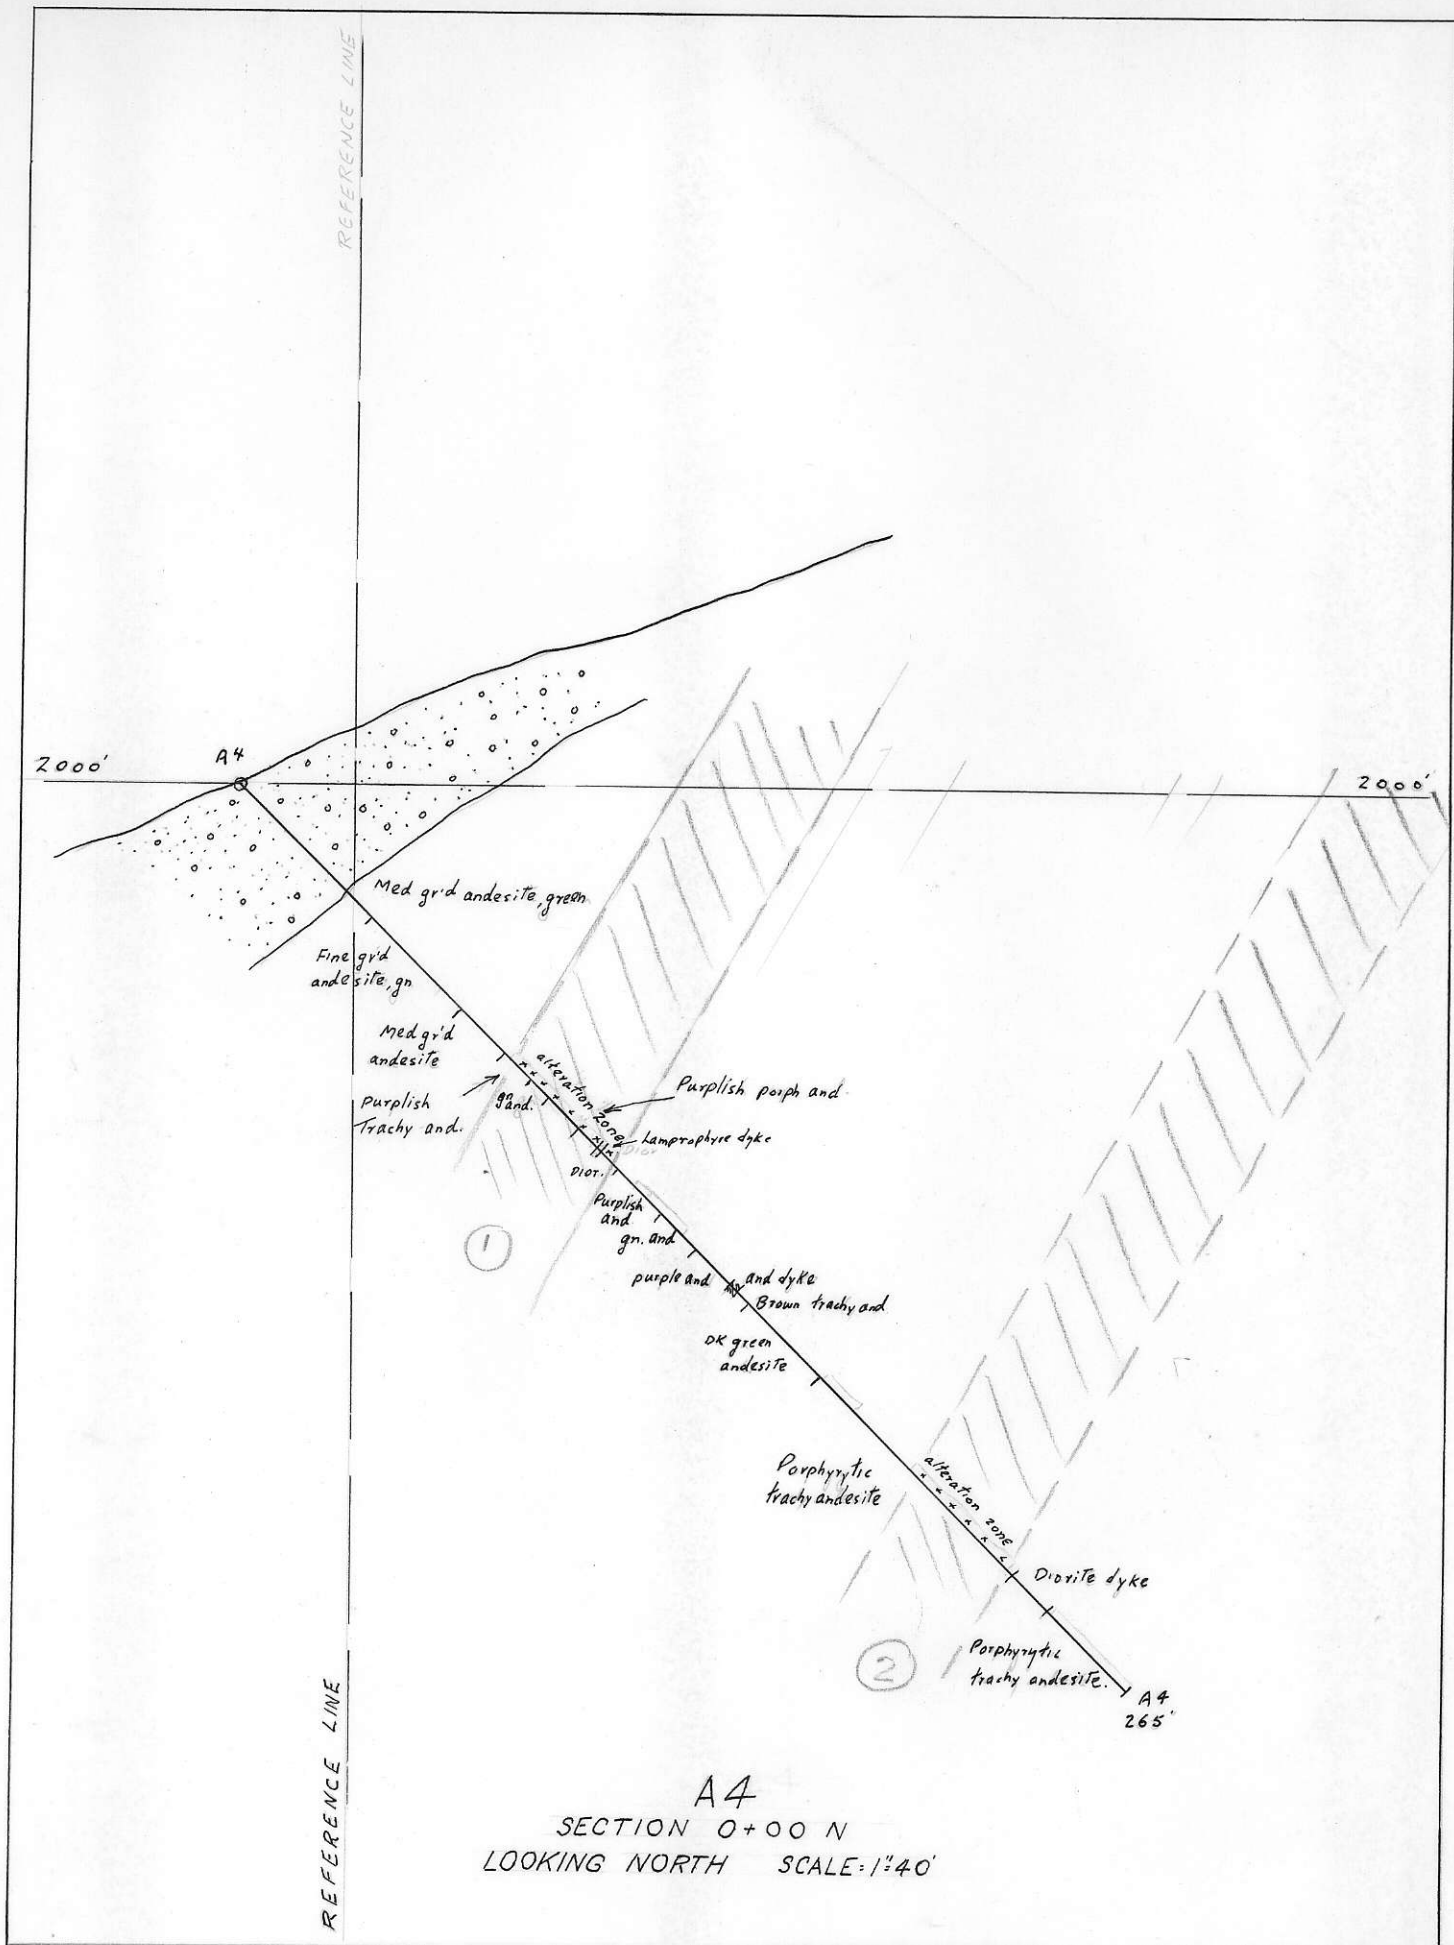 REFERENCE LINE
2000'
A4
2000'
Med gr'd andesite, green
Fine gr'd
andesite, gn
Med gr'd
andesite
Purplish
Trachy and.
alteration zone
gn and.
Purplish porph and
Lamprophyre dyke
Dior
Dior.
Purplish
and
gn. and
1
purple and
and dyke
Brown trachy and
DK green
andesite
Porphyrytic
trachy andesite
alteration zone
Diorite dyke
2
Porphyrytic
trachy andesite.
A4
265'
REFERENCE LINE
A4
SECTION 0+00 N
LOOKING NORTH SCALE: 1"=40'